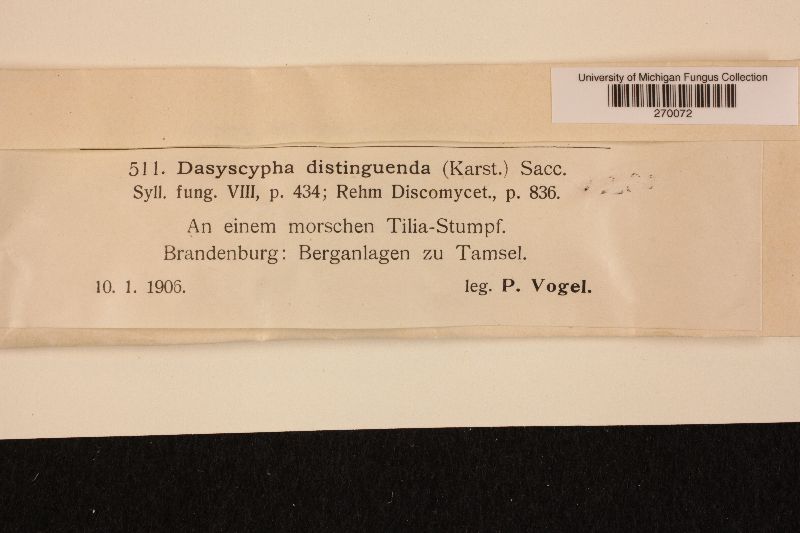 University of Michigan Fungus Collection
270072
511. Dasyscypha distinguenda (Karst.) Sacc.
Syll. fung. VIII, p. 434; Rehm Discomycet., p. 836.
An einem morschen Tilia-Stumpf.
Brandenburg: Berganlagen zu Tamsel.
10. 1. 1906. leg. P. Vogel.